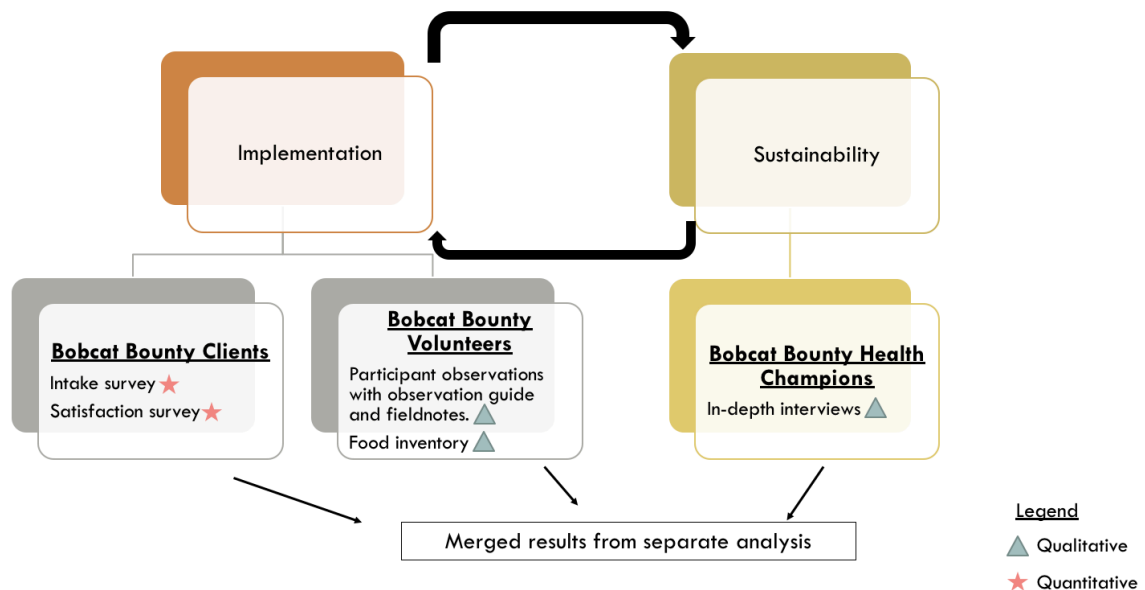 Implementation
Sustainability
Bobcat Bounty Clients
Intake survey
Satisfaction survey
Bobcat Bounty
Volunteers
Participant observations
with observation guide
and fieldnotes.
Food inventory
Bobcat Bounty Health
Champions
In-depth interviews
Merged results from separate analysis
Legend
Qualitative
Quantitative